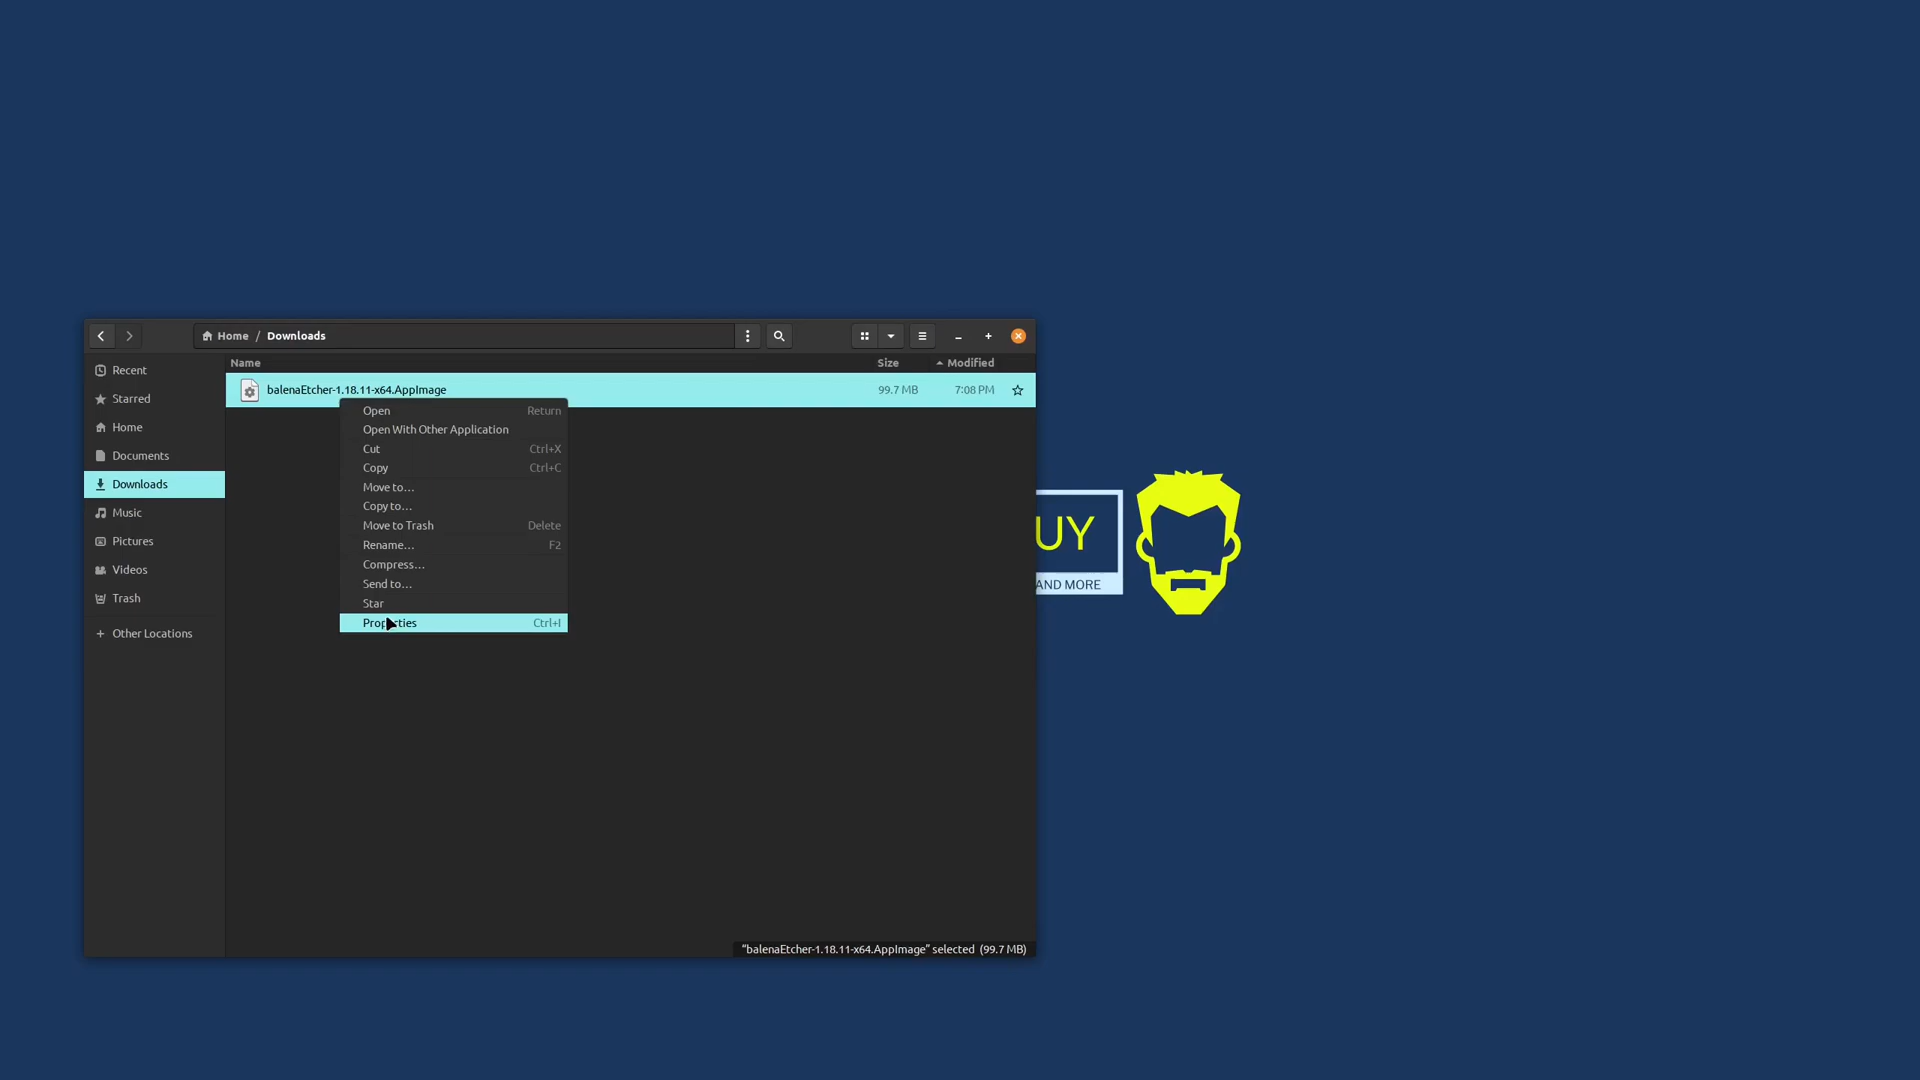 Home / Downloads
Recent
Starred
Home
Documents
Downloads
Music
Pictures
Videos
Trash
+ Other Locations
Name Size Modified
balenaEtcher-1.18.11-x64.AppImage 99.7 MB 7:08 PM
Open Return
Open With Other Application
Cut Ctrl+X
Copy Ctrl+C
Move to…
Copy to…
Move to Trash Delete
Rename… F2
Compress…
Send to…
Star
Properties Ctrl+I
"balenaEtcher-1.18.11-x64.AppImage" selected (99.7 MB)
UY
AND MORE